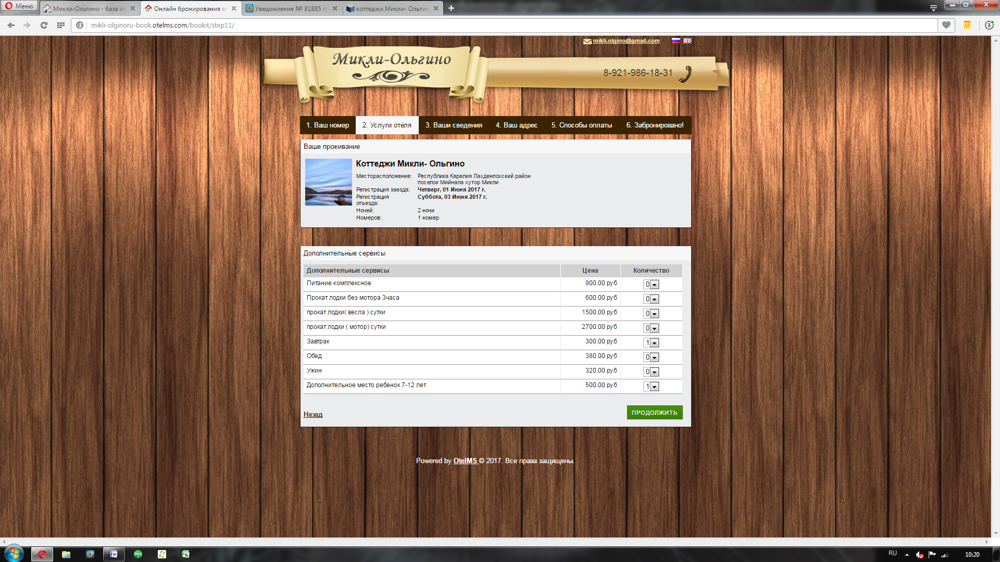 Меню
Микли-Ольгино - база от
Онлайн бронирования от
Уведомление № 81885 о
коттеджи Микли- Ольгин
mikli-olginoru-book.otelms.com/bookit/step11/
mikli.olgino@gmail.com
Микли-Ольгино
8-921-986-18-31
1. Ваш номер
2. Услуги отеля
3. Ваши сведения
4. Ваш адрес
5. Способы оплаты
6. Забронировано!
Ваше проживание
Коттеджи Микли- Ольгино
Месторасположение: Республика Карелия Лахденпохский район
поселок Мийнала хутор Микли
Регистрация заезда: Четверг, 01 Июня 2017 г.
Регистрация Суббота, 03 Июня 2017 г.
отъезда:
Ночей: 2 ночи
Номеров: 1 номер
Дополнительные сервисы
Дополнительные сервисы Цена Количество
Питание комплексное 900.00 руб 0
Прокат лодки без мотора 3часа 600.00 руб 0
прокат лодки( весла ) сутки 1500.00 руб 0
прокат лодки ( мотор) сутки 2700.00 руб 0
Завтрак 300.00 руб 1
Обед 380.00 руб 0
Ужин 320.00 руб 0
Дополнительное место ребенок 7-12 лет 500.00 руб 1
Назад
ПРОДОЛЖИТЬ
Powered by OtelMS © 2017. Все права защищены.
RU
10:20